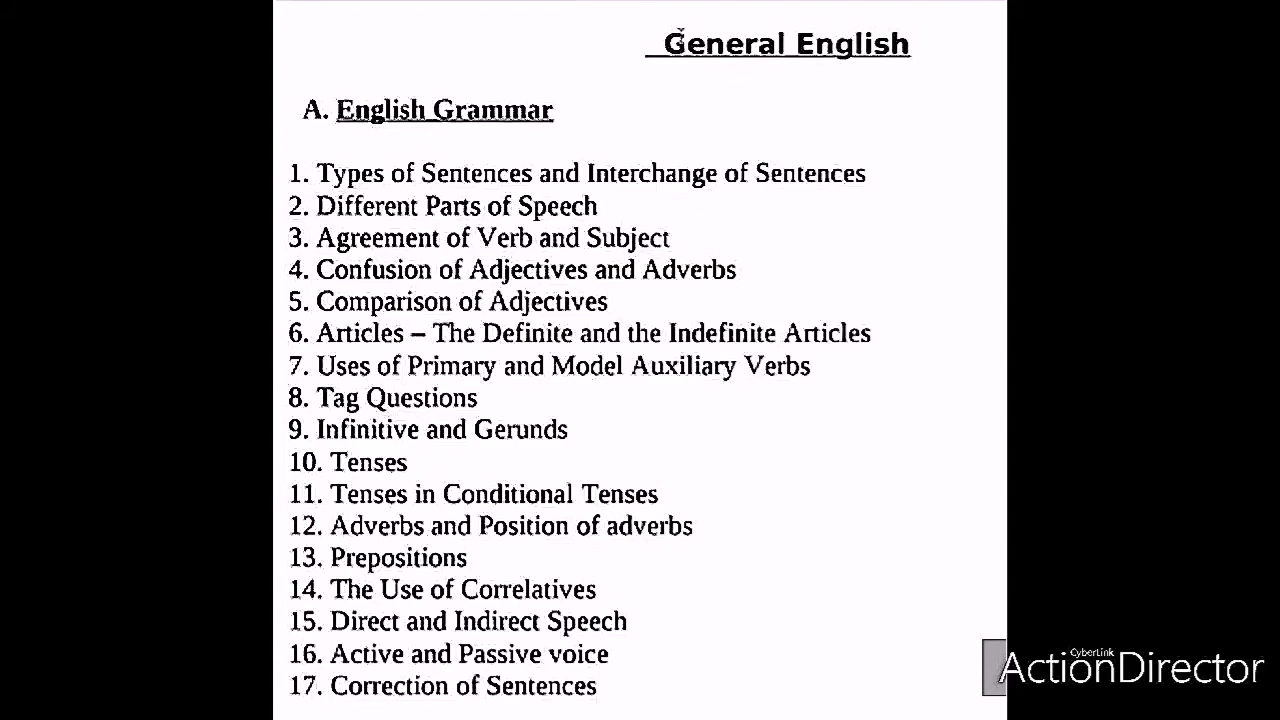 General English
A. English Grammar
1. Types of Sentences and Interchange of Sentences
2. Different Parts of Speech
3. Agreement of Verb and Subject
4. Confusion of Adjectives and Adverbs
5. Comparison of Adjectives
6. Articles – The Definite and the Indefinite Articles
7. Uses of Primary and Model Auxiliary Verbs
8. Tag Questions
9. Infinitive and Gerunds
10. Tenses
11. Tenses in Conditional Tenses
12. Adverbs and Position of adverbs
13. Prepositions
14. The Use of Correlatives
15. Direct and Indirect Speech
16. Active and Passive voice
17. Correction of Sentences
CyberLink
ActionDirector